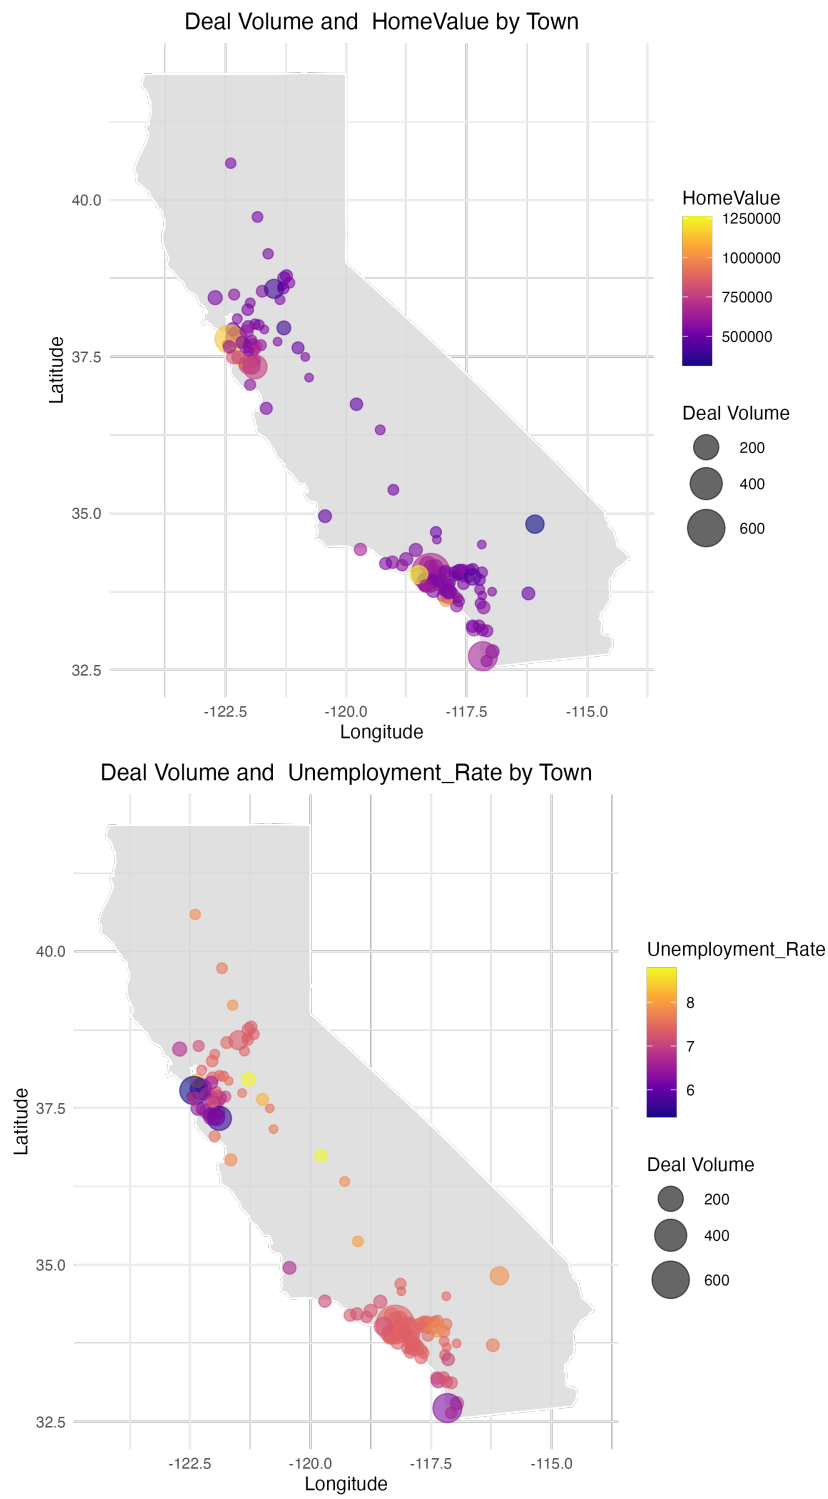 Deal Volume and  HomeValue by Town
40.0
37.5
35.0
32.5
Latitude
-122.5
-120.0
-117.5
-115.0
Longitude
HomeValue
1250000
1000000
750000
500000
Deal Volume
200
400
600
Deal Volume and  Unemployment_Rate by Town
40.0
37.5
35.0
32.5
Latitude
-122.5
-120.0
-117.5
-115.0
Longitude
Unemployment_Rate
8
7
6
Deal Volume
200
400
600